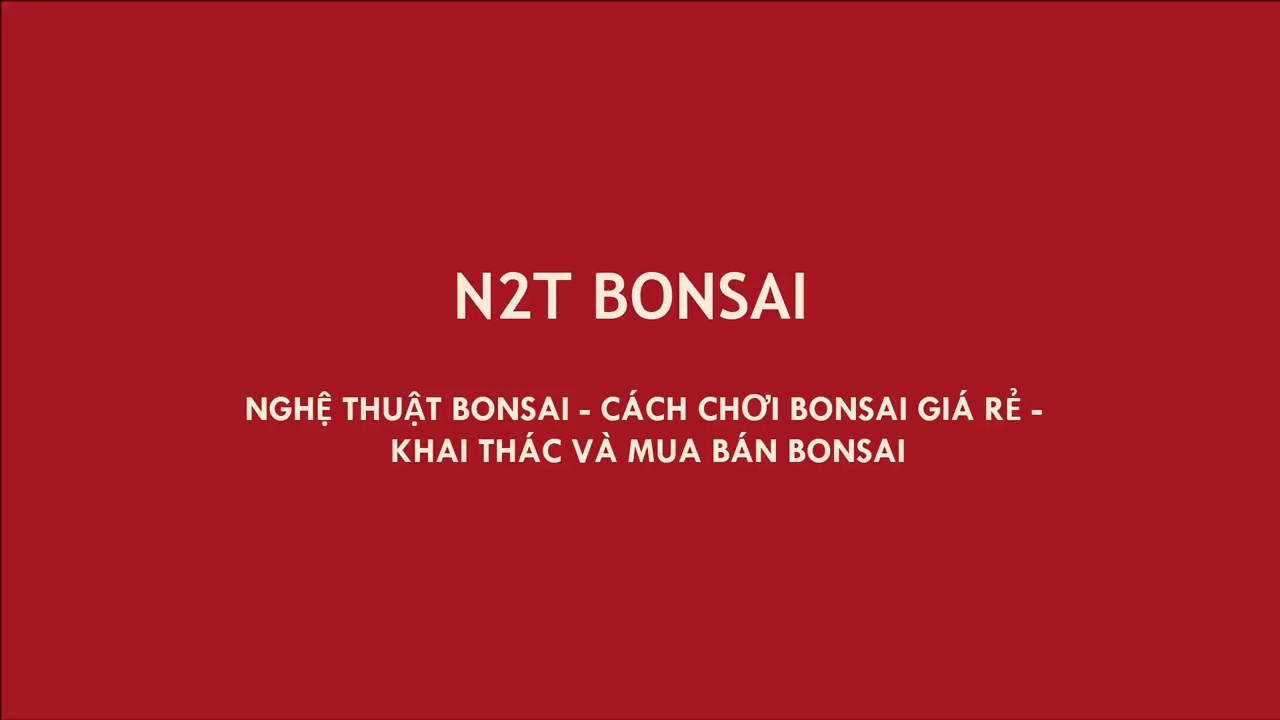 N2T BONSAI
NGHỆ THUẬT BONSAI - CÁCH CHƠI BONSAI GIÁ RẺ -
KHAI THÁC VÀ MUA BÁN BONSAI